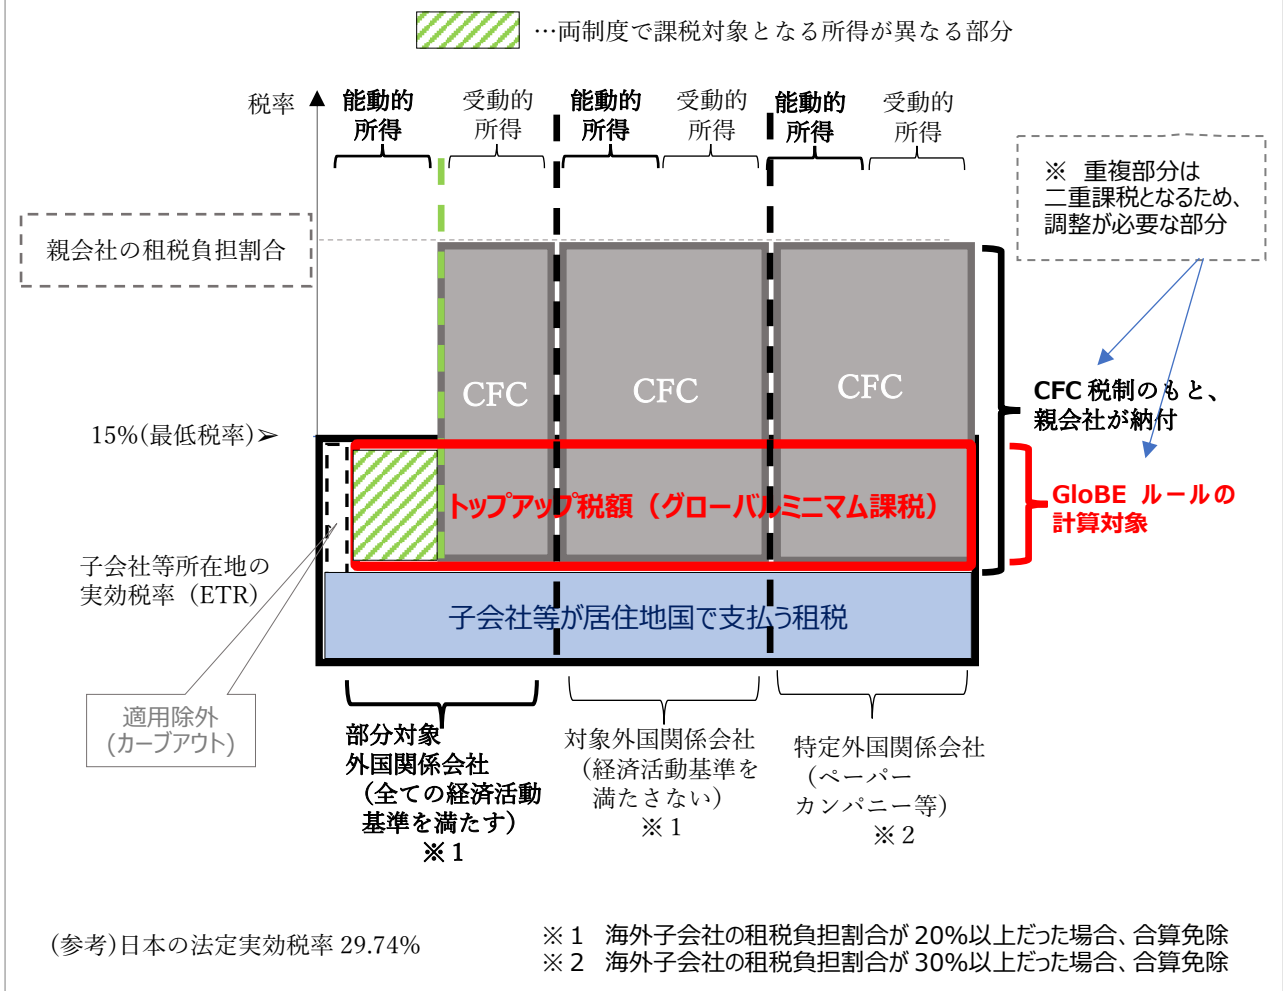 …両制度で課税対象となる所得が異なる部分
税率
能動的
所得
受動的
所得
能動的
所得
受動的
所得
能動的
所得
受動的
所得
※ 重複部分は
二重課税となるため、
調整が必要な部分
親会社の租税負担割合
CFC
CFC
CFC
CFC 税制のもと、
親会社が納付
15%(最低税率)➢
トップアップ税額（グローバルミニマム課税）
GloBE ルールの
計算対象
子会社等所在地の
実効税率（ETR）
子会社等が居住地国で支払う租税
適用除外
(カーブアウト)
部分対象
外国関係会社
（全ての経済活動
基準を満たす）
※１
対象外国関係会社
（経済活動基準を
満たさない）
※１
特定外国関係会社
（ペーパー
カンパニー等）
※２
(参考)日本の法定実効税率 29.74%
※１ 海外子会社の租税負担割合が 20%以上だった場合、合算免除
※２ 海外子会社の租税負担割合が 30%以上だった場合、合算免除